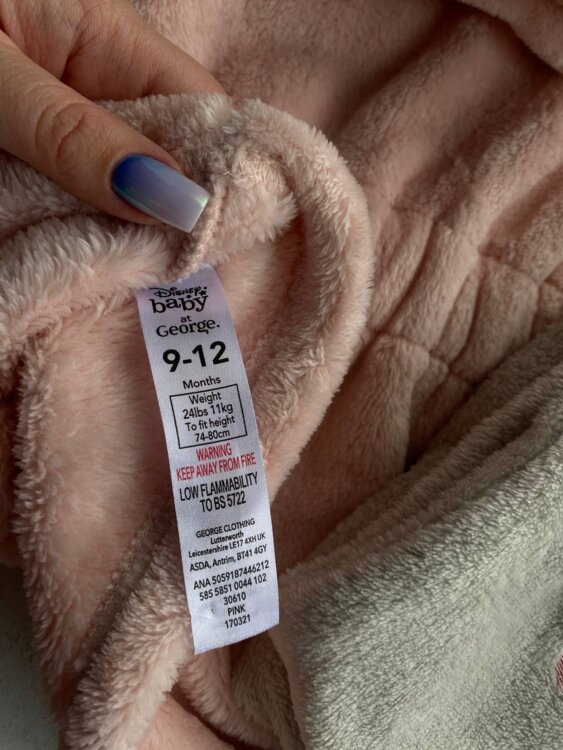 Disney
baby
at
George.
9-12
Months
Weight
24lbs 11kg
To fit height
74-80cm
WARNING
KEEP AWAY FROM FIRE
LOW FLAMMABILITY
TO BS 5722
GEORGE CLOTHING
Lutterworth
Leicestershire LE17 4XH UK
ASDA, Antrim, BT41 4GY
ANA 5059187446212
585 5851 0044 102
30610
PINK
170321